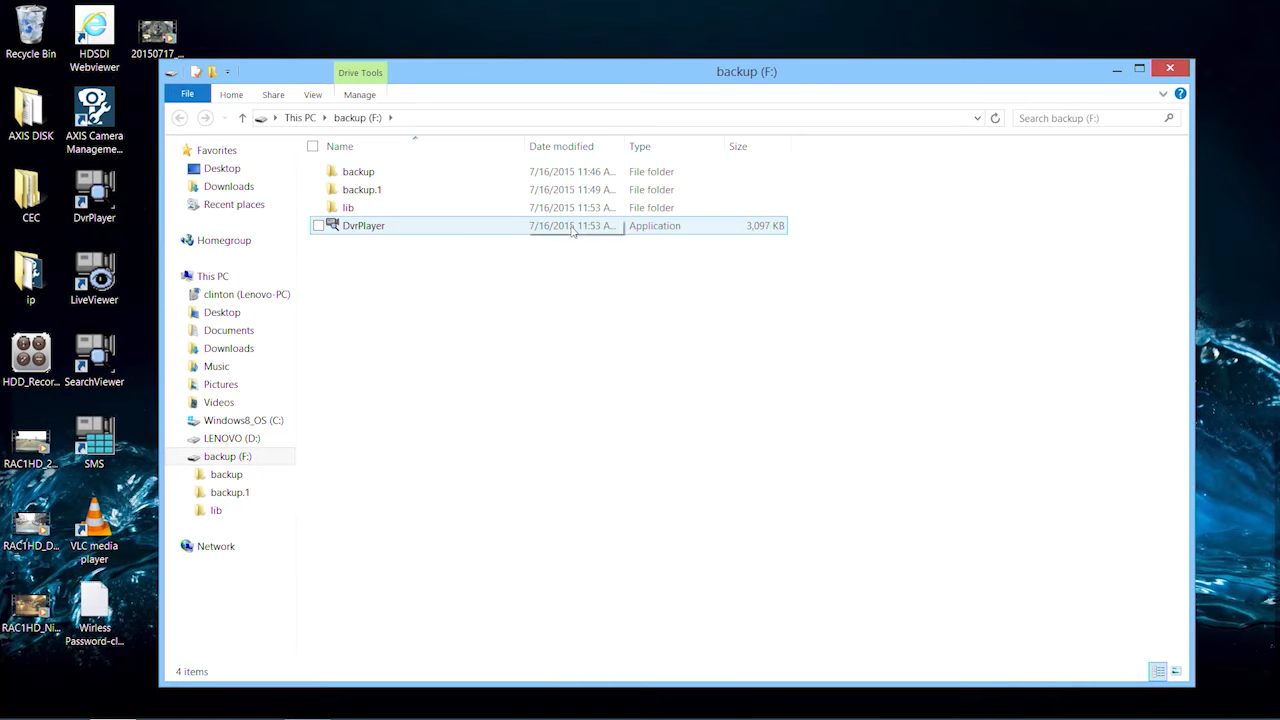 Recycle Bin
HDSDI
Webviewer
20150717_...
AXIS DISK
AXIS Camera
Manageme...
CEC
DvrPlayer
ip
LiveViewer
HDD_Recor...
SearchViewer
RAC1HD_2...
SMS
RAC1HD_D...
VLC media
player
RAC1HD_Ni...
Wirless
Password-cl...
Drive Tools
backup (F:)
File
Home
Share
View
Manage
This PC
backup (F:)
Search backup (F:)
Favorites
Desktop
Downloads
Recent places
Homegroup
This PC
clinton (Lenovo-PC)
Desktop
Documents
Downloads
Music
Pictures
Videos
Windows8_OS (C:)
LENOVO (D:)
backup (F:)
backup
backup.1
lib
Network
Name Date modified Type Size
backup 7/16/2015 11:46 A... File folder
backup.1 7/16/2015 11:49 A... File folder
lib 7/16/2015 11:53 A... File folder
DvrPlayer 7/16/2015 11:53 A... Application 3,097 KB
4 items